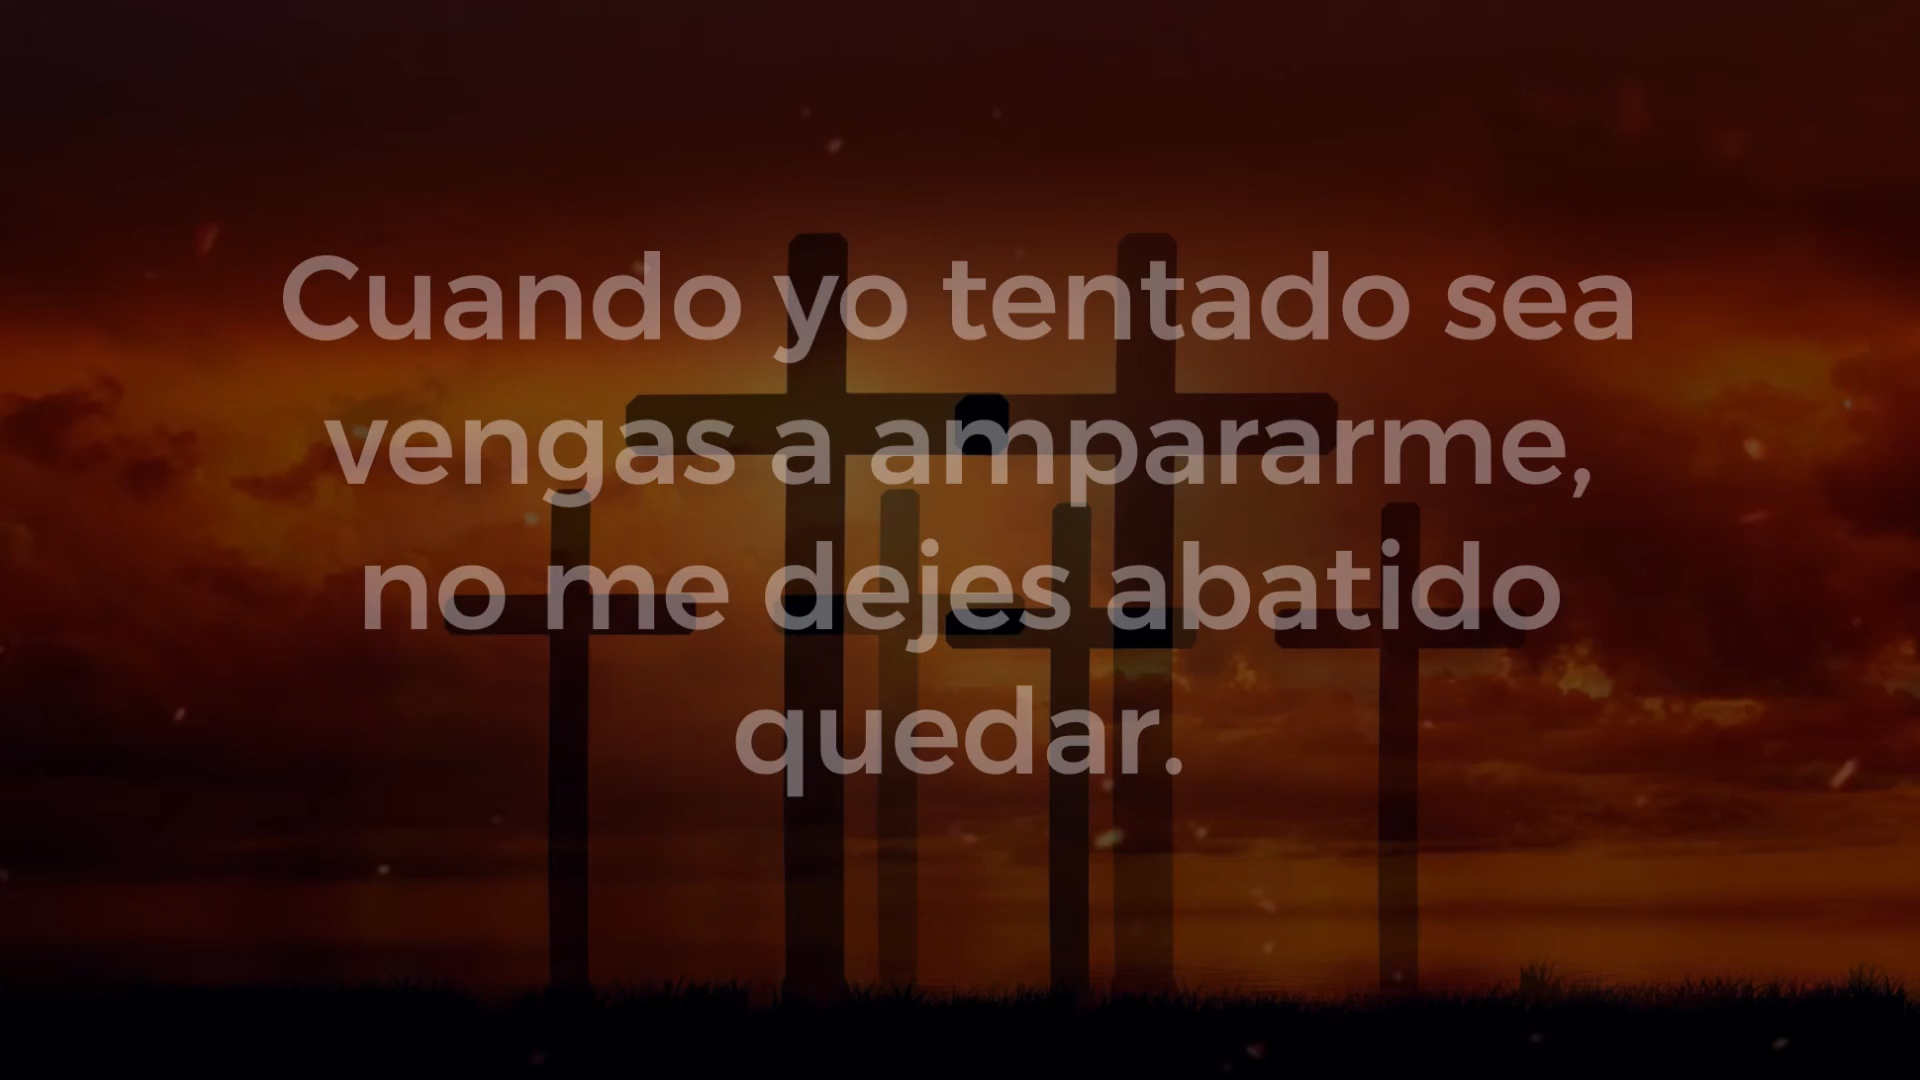 Cuando yo tentado sea
vengas a ampararme,
no me dejes abatido
quedar.